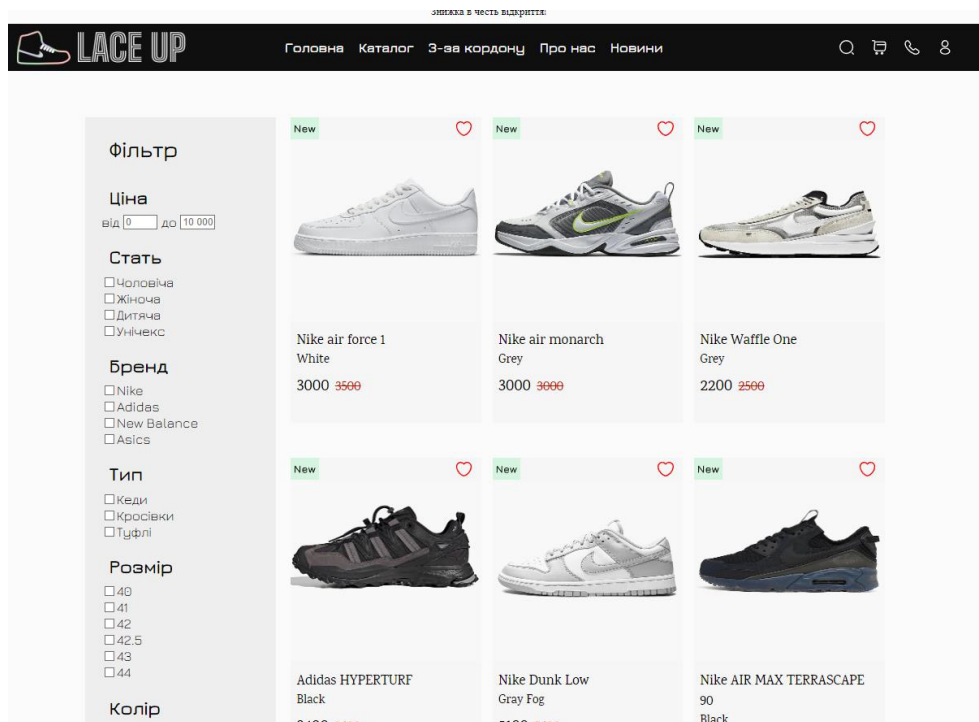 Знижка в честь відкриття!
LACE UP
Головна Каталог З-за кордону Про нас Новини
Фільтр
Ціна
від 0 до 10 000
Стать
Чоловіча
Жіноча
Дитяча
Унічекс
Бренд
Nike
Adidas
New Balance
Asics
Тип
Кеди
Кросівки
Туфлі
Розмір
40
41
42
42.5
43
44
Колір
New
New
New
Nike air force 1
White
3000 3500
Nike air monarch
Grey
3000 3000
Nike Waffle One
Grey
2200 2500
New
New
New
Adidas HYPERTURF
Black
Nike Dunk Low
Gray Fog
Nike AIR MAX TERRASCAPE
90
Black